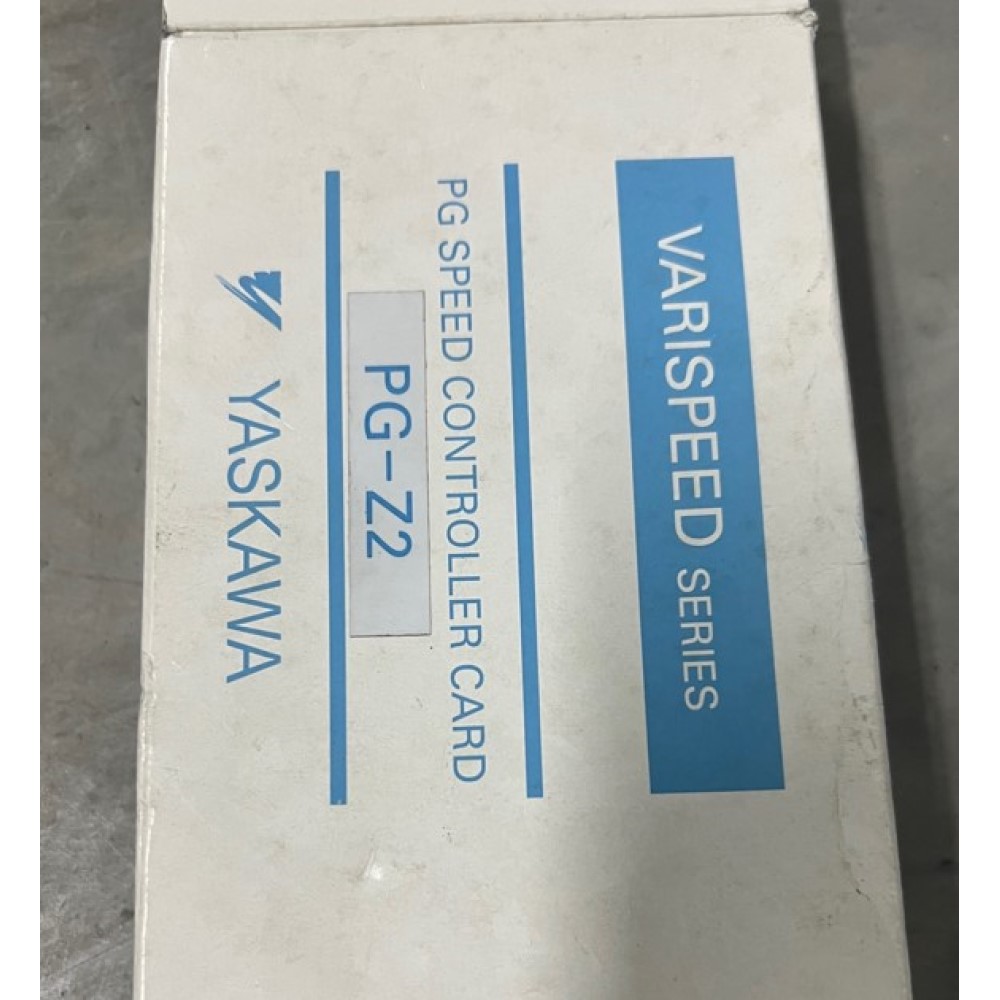 VARISPEED SERIES
PG SPEED CONTROLLER CARD
PG-Z2
YASKAWA